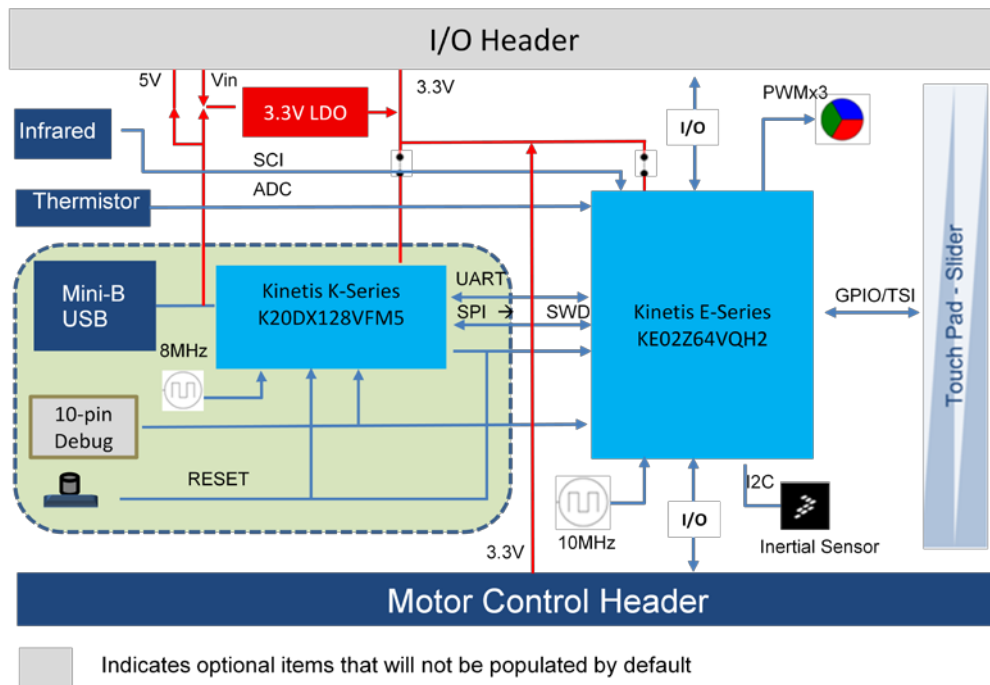 I/O Header
5V
Vin
3.3V
3.3V LDO
PWMx3
I/O
Infrared
SCI
ADC
Thermistor
Mini-B
USB
Kinetis K-Series
K20DX128VFM5
UART
SPI → SWD
Kinetis E-Series
KE02Z64VQH2
GPIO/TSI
Touch Pad - Slider
8MHz
10-pin
Debug
RESET
10MHz
I/O
I2C
Inertial Sensor
3.3V
Motor Control Header
Indicates optional items that will not be populated by default